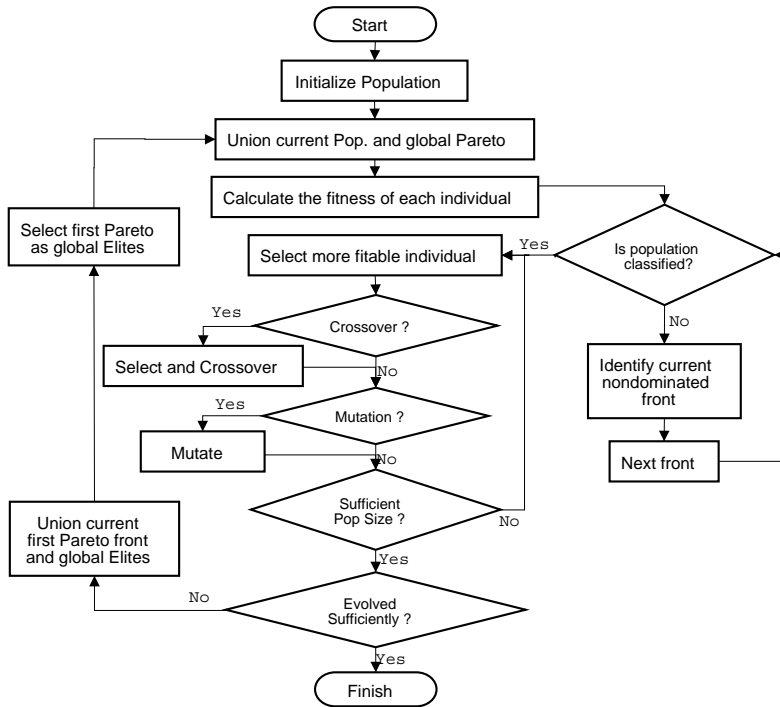 Start
Initialize Population
Union current Pop. and global Pareto
Calculate the fitness of each individual
Select first Pareto
as global Elites
Select more fitable individual
Yes
Is population
classified?
Yes
Crossover ?
No
Select and Crossover
No
Identify current
nondominated
front
Yes
Mutation ?
Mutate
No
Next front
Union current
first Pareto front
and global Elites
Sufficient
Pop Size ?
No
Yes
No
Evolved
Sufficiently ?
Yes
Finish